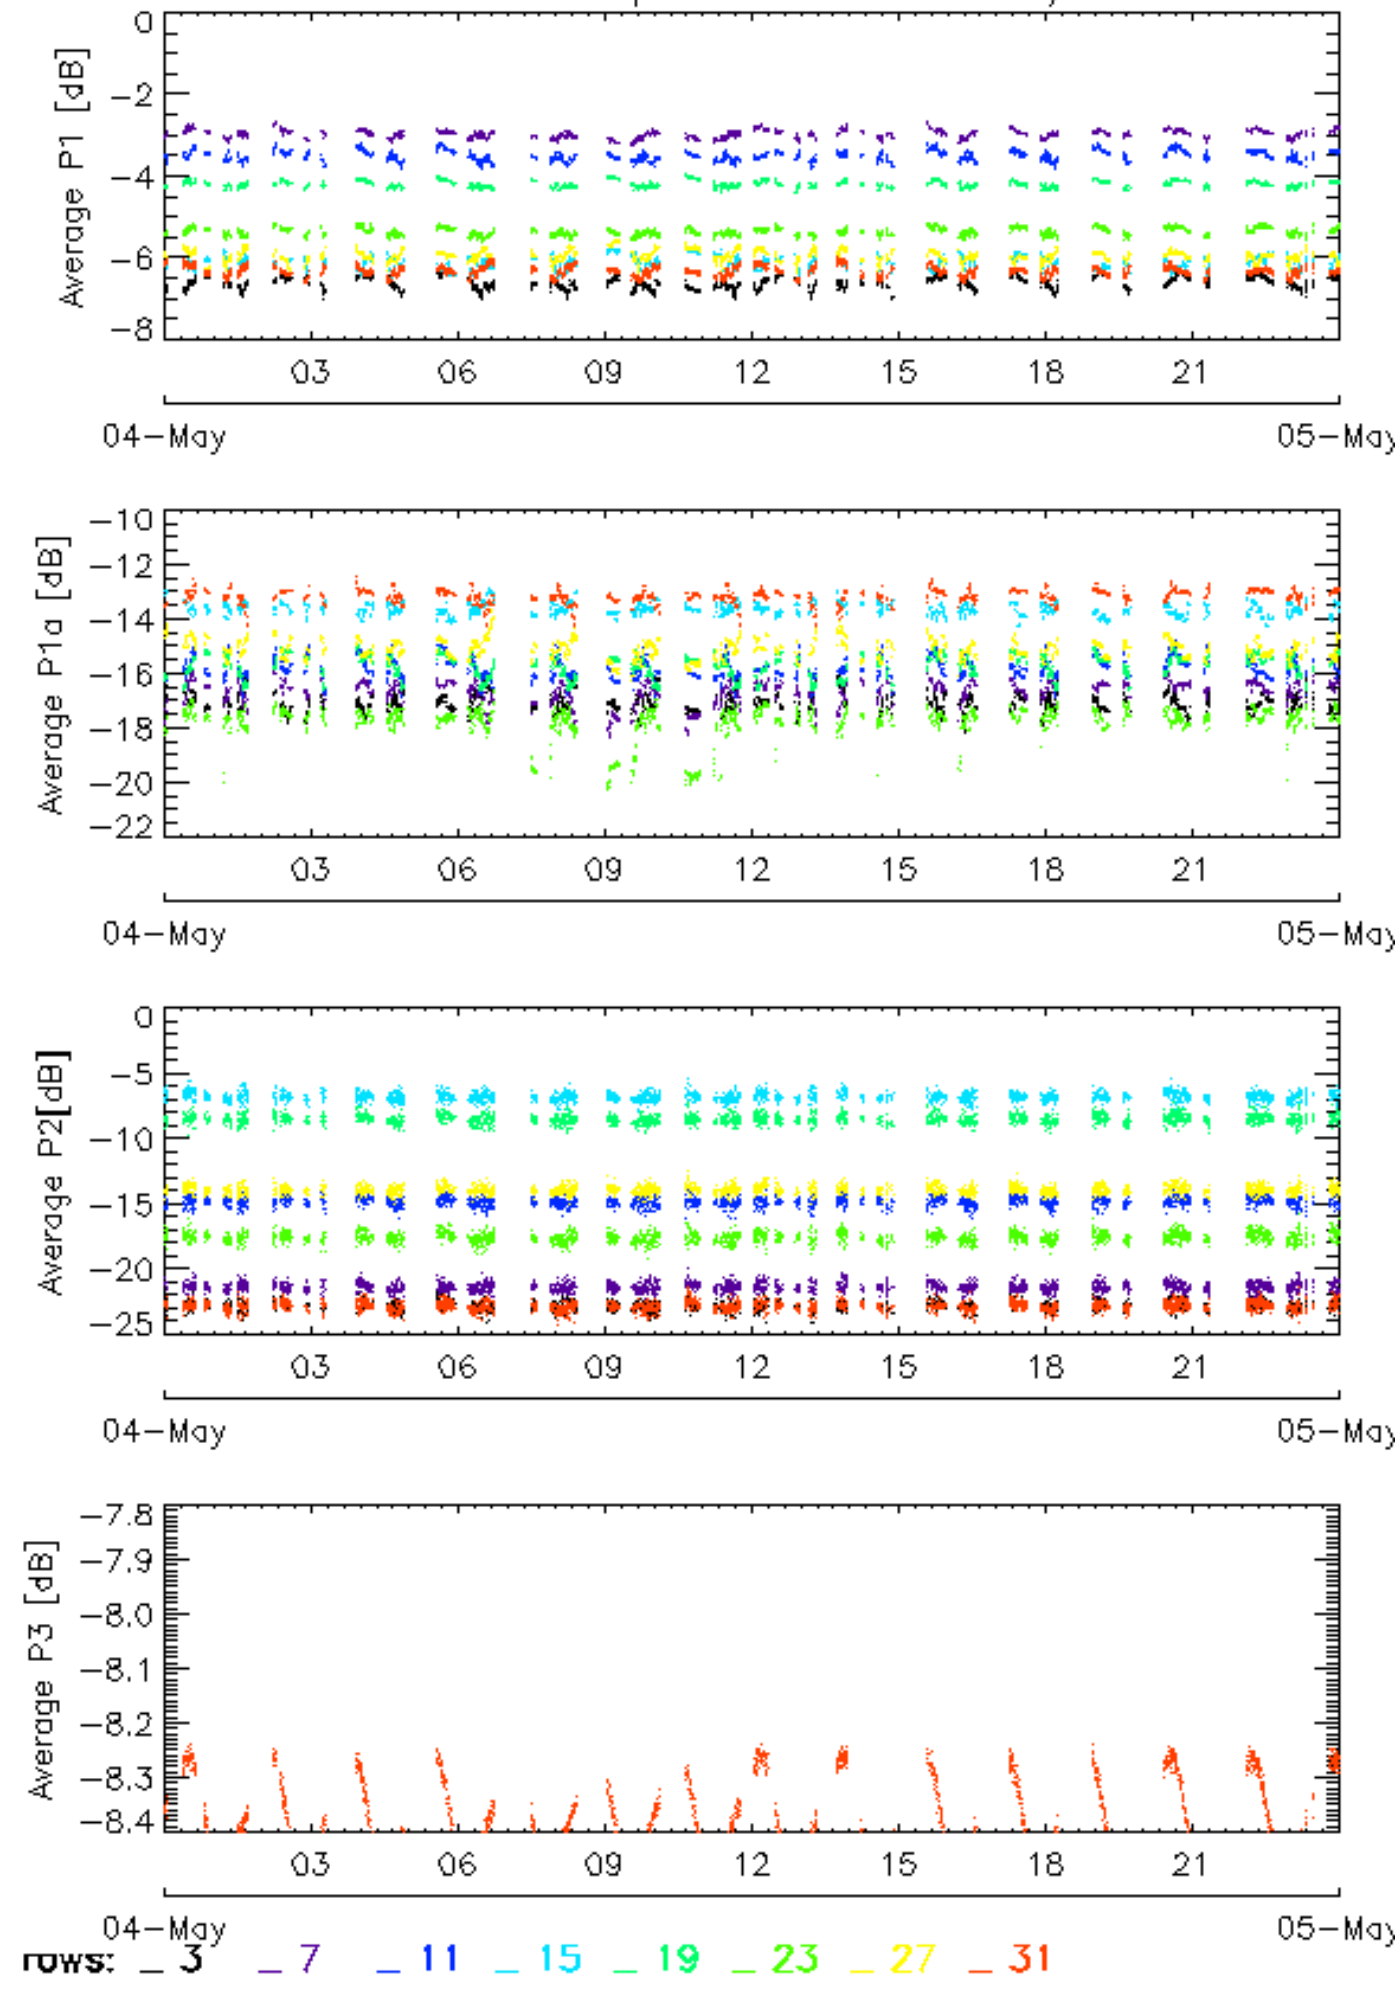 Average P1 [dB]
0
−2
−4
−6
−8
03 06 09 12 15 18 21
04−May 05−May
Average P1a [dB]
−10
−12
−14
−16
−18
−20
−22
03 06 09 12 15 18 21
04−May 05−May
Average P2[dB]
0
−5
−10
−15
−20
−25
03 06 09 12 15 18 21
04−May 05−May
Average P3 [dB]
−7.8
−7.9
−8.0
−8.1
−8.2
−8.3
−8.4
03 06 09 12 15 18 21
04−May 05−May
rows: _ 3 _ 7 _ 11 _ 15 _ 19 _ 23 _ 27 _ 31